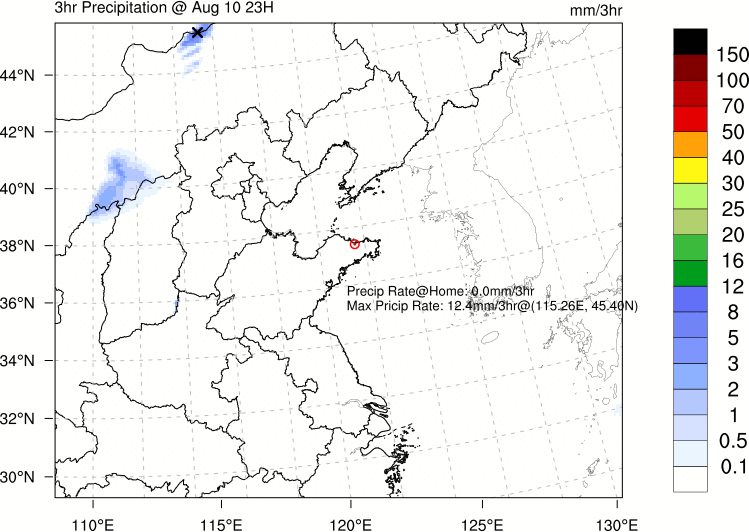 3hr Precipitation @ Aug 10 23H
mm/3hr
44°N
42°N
40°N
38°N
36°N
34°N
32°N
30°N
Precip Rate@Home: 0.0mm/3hr
Max Pricip Rate: 12.4mm/3hr@(115.26E, 45.40N)
110°E 115°E 120°E 125°E 130°E
150
100
70
50
40
30
25
20
16
12
8
5
3
2
1
0.5
0.1